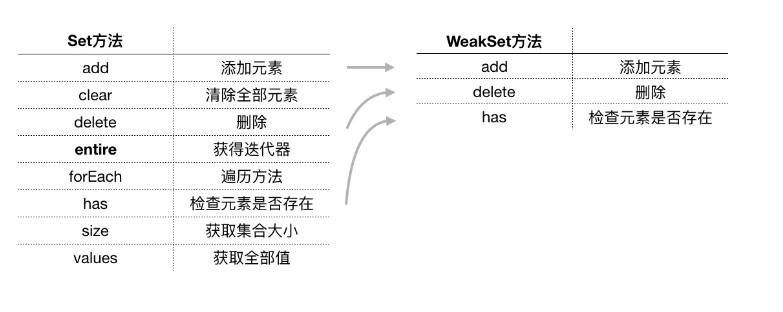 Set方法
add 添加元素
clear 清除全部元素
delete 删除
entire 获得迭代器
forEach 遍历方法
has 检查元素是否存在
size 获取集合大小
values 获取全部值
WeakSet方法
add 添加元素
delete 删除
has 检查元素是否存在